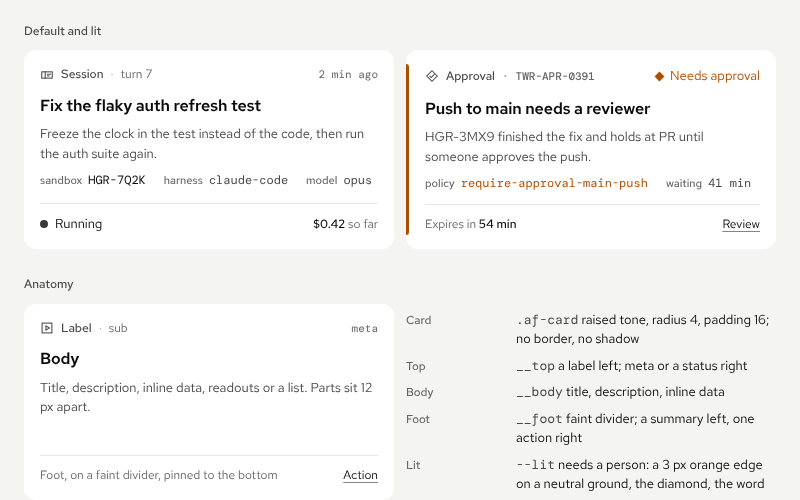 Default and lit
Session · turn 7
2 min ago
Fix the flaky auth refresh test
Freeze the clock in the test instead of the code, then run
the auth suite again.
sandbox HGR-7Q2K harness claude-code model opus
Running
$0.42 so far
Approval · TWR-APR-0391
Needs approval
Push to main needs a reviewer
HGR-3MX9 finished the fix and holds at PR until
someone approves the push.
policy require-approval-main-push waiting 41 min
Expires in 54 min
Review
Anatomy
Label · sub
meta
Body
Title, description, inline data, readouts or a list. Parts sit 12
px apart.
Foot, on a faint divider, pinned to the bottom
Action
Card
.af-card raised tone, radius 4, padding 16;
no border, no shadow
Top
__top a label left; meta or a status right
Body
__body title, description, inline data
Foot
__foot faint divider; a summary left, one
action right
Lit
--lit needs a person: a 3 px orange edge
on a neutral ground, the diamond, the word